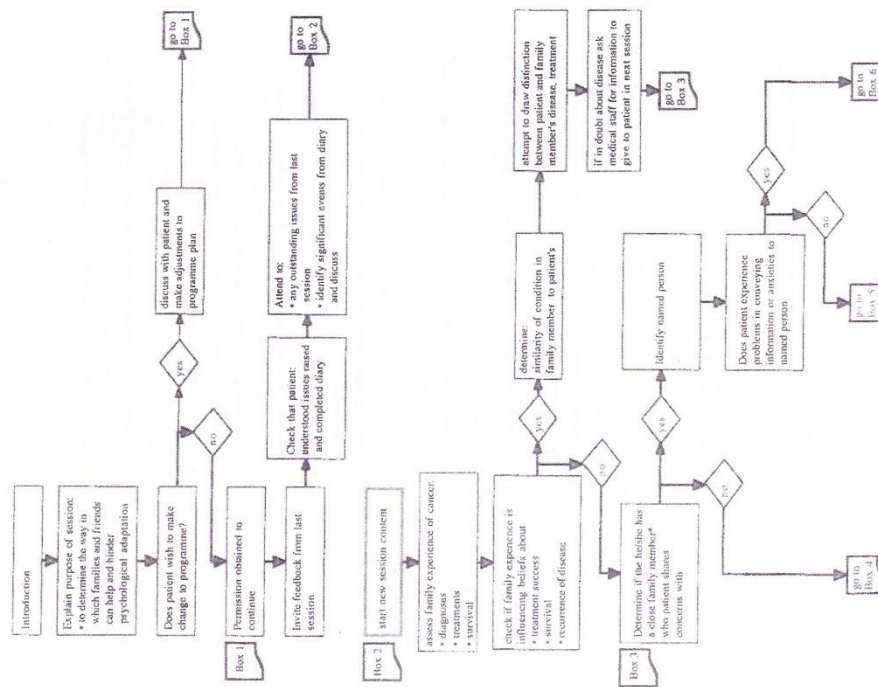 Introduction
Explain purpose of session:
• to determine the way in
which families and friends
can help and hinder
psychological adaptation
Does patient wish to make
change to programme?
yes
discuss with patient and
make adjustments to
programme plan
go to
Box 1
no
Box 1
Permission obtained to
continue
Invite feedback from last
session
Check that patient:
understood issues raised
and completed diary
Attend to:
• any outstanding issues from last
session
• identify significant events from diary
and discuss
go to
Box 2
Box 2
start new session content
assess family experience of cancer:
• diagnoses
• treatments
• survival
check if family experience is
influencing beliefs about
• treatment success
• survival
• recurrence of disease
yes
determine:
similarity of condition in
family member to patient's
attempt to draw distinction
between patient and family
member's disease, treatment
if in doubt about disease ask
medical staff for information to
give to patient in next session
go to
Box 3
no
Box 3
Determine if the he/she has
a close family member*
who patient shares
concerns with
yes
Identify named person
Does patient experience
problems in conveying
information or anxieties to
named person
yes
go to
Box 6
no
go to
Box 5
no
go to
Box 4